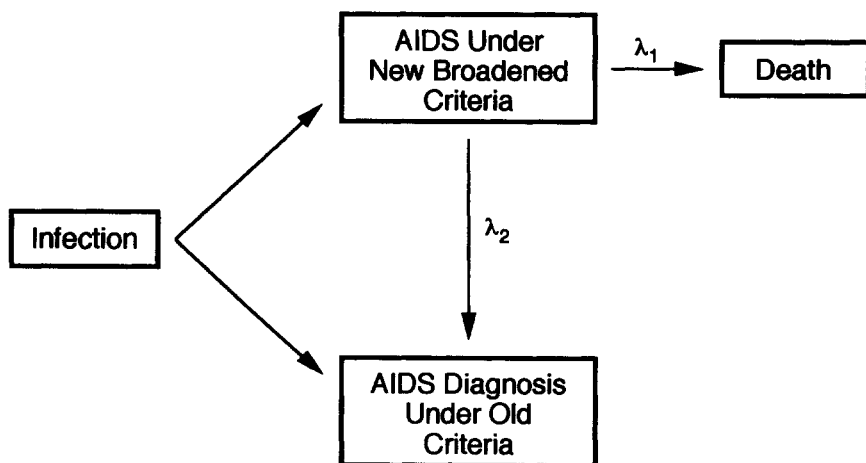 AIDS Under
New Broadened
Criteria
λ1
Death
Infection
λ2
AIDS Diagnosis
Under Old
Criteria